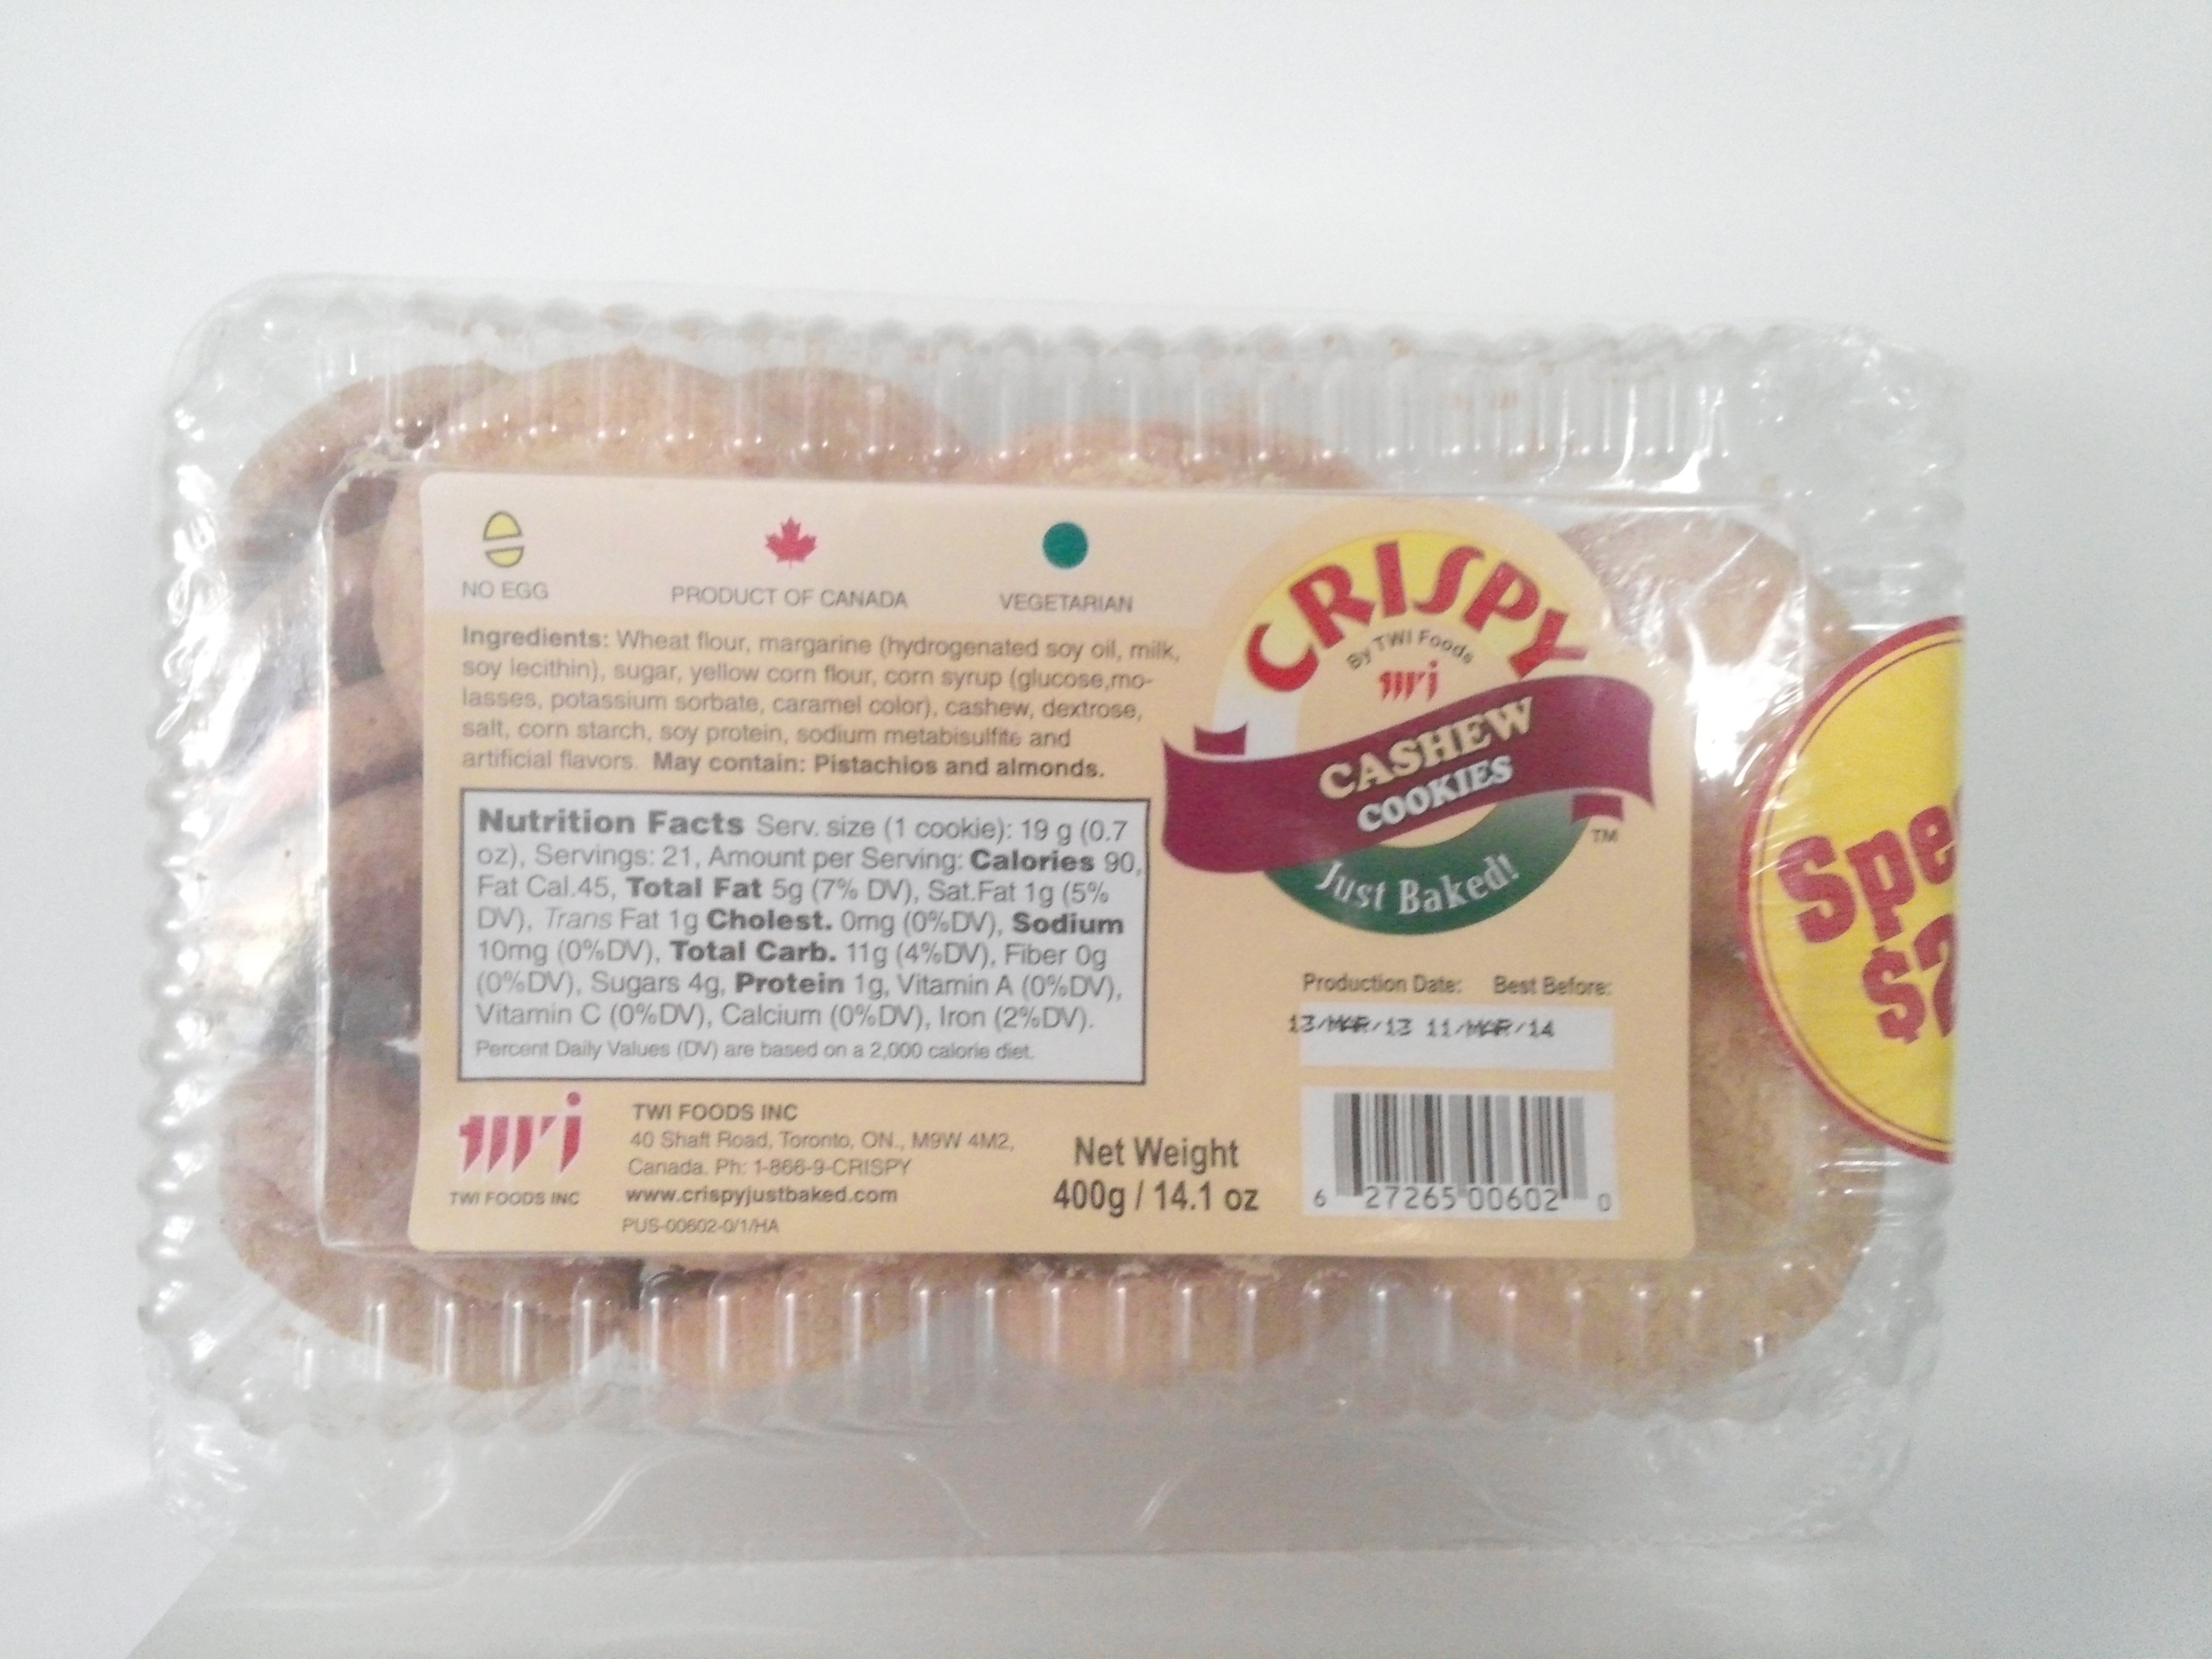 NO EGG
PRODUCT OF CANADA
VEGETARIAN
Ingredients: Wheat flour, margarine (hydrogenated soy oil, milk,
soy lecithin), sugar, yellow corn flour, corn syrup (glucose,mo-
lasses, potassium sorbate, caramel color), cashew, dextrose,
salt, corn starch, soy protein, sodium metabisulfite and
artificial flavors. May contain: Pistachios and almonds.
Nutrition Facts Serv. size (1 cookie): 19 g (0.7
oz), Servings: 21, Amount per Serving: Calories 90,
Fat Cal.45, Total Fat 5g (7% DV), Sat.Fat 1g (5%
DV), Trans Fat 1g Cholest. 0mg (0%DV), Sodium
10mg (0%DV), Total Carb. 11g (4%DV), Fiber 0g
(0%DV), Sugars 4g, Protein 1g, Vitamin A (0%DV),
Vitamin C (0%DV), Calcium (0%DV), Iron (2%DV).
Percent Daily Values (DV) are based on a 2,000 calorie diet.
TWI FOODS INC
TWI FOODS INC
40 Shaft Road, Toronto, ON., M9W 4M2,
Canada. Ph: 1-866-9-CRISPY
www.crispyjustbaked.com
PUS-00602-0/1/HA
Net Weight
400g / 14.1 oz
CRISPY
By TWI Foods
twi
CASHEW
COOKIES
TM
Just Baked!
Production Date: Best Before:
13/MAR/13 11/MAR/14
6 27265 00602 0
Spe
$2